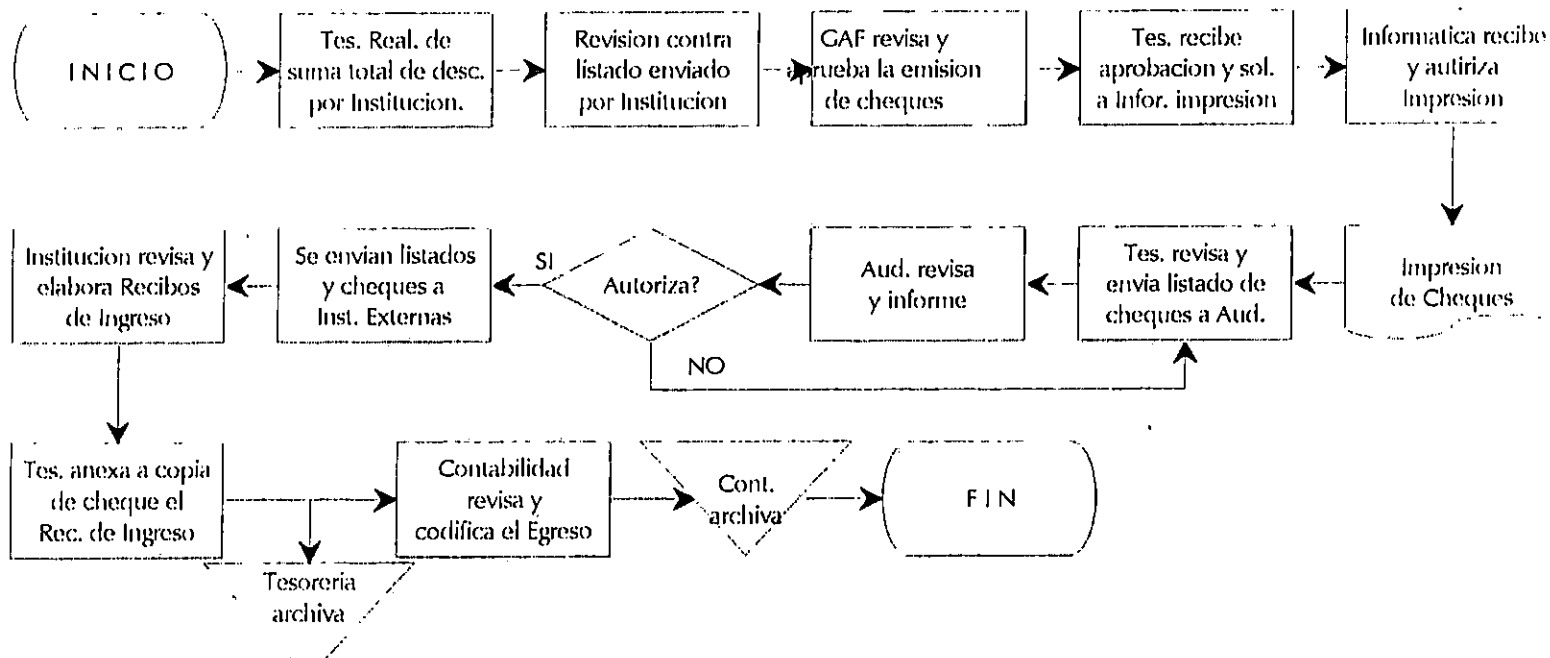 INICIO
Tes. Real. de
suma total de desc.
por Institucion.
Revision contra
listado enviado
por Institucion
GAF revisa y
aprueba la emision
de cheques
Tes. recibe
aprobacion y sol.
a Infor. impresion
Informatica recibe
y autiriza
Impresion
Institucion revisa y
elabora Recibos
de Ingreso
Se envian listados
y cheques a
Inst. Externas
SI
Autoriza?
NO
Aud. revisa
y informe
Tes. revisa y
envia listado de
cheques a Aud.
Impresion
de Cheques
Tes. anexa a copia
de cheque el
Rec. de Ingreso
Tesoreria
archiva
Contabilidad
revisa y
codifica el Egreso
Cont.
archiva
FIN